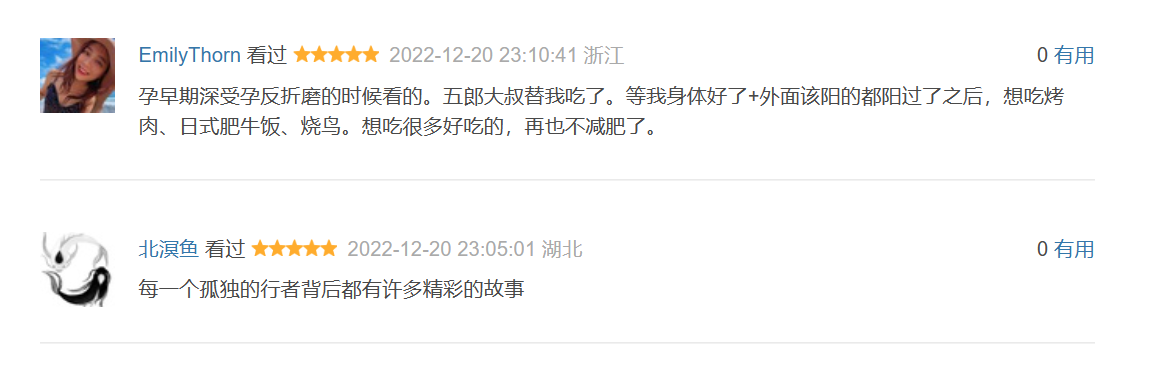 EmilyThorn 看过 2022-12-20 23:10:41 浙江 0 有用
孕早期深受孕反折磨的时候看的。五郎大叔替我吃了。等我身体好了+外面该阳的都阳过了之后，想吃烤
肉、日式肥牛饭、烧鸟。想吃很多好吃的，再也不减肥了。
北溟鱼 看过 2022-12-20 23:05:01 湖北 0 有用
每一个孤独的行者背后都有许多精彩的故事